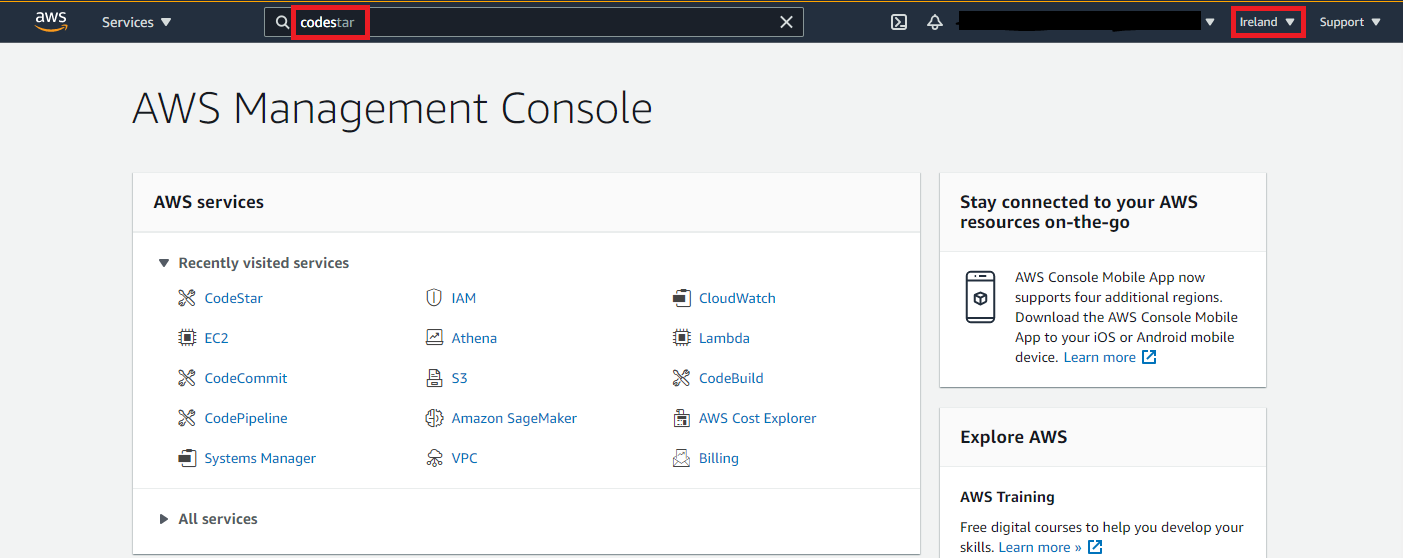 aws
Services
codestar
Ireland
Support
AWS Management Console
AWS services
Recently visited services
CodeStar
IAM
CloudWatch
EC2
Athena
Lambda
CodeCommit
S3
CodeBuild
CodePipeline
Amazon SageMaker
AWS Cost Explorer
Systems Manager
VPC
Billing
All services
Stay connected to your AWS
resources on-the-go
AWS Console Mobile App now
supports four additional regions.
Download the AWS Console Mobile
App to your iOS or Android mobile
device. Learn more
Explore AWS
AWS Training
Free digital courses to help you develop your
skills. Learn more »